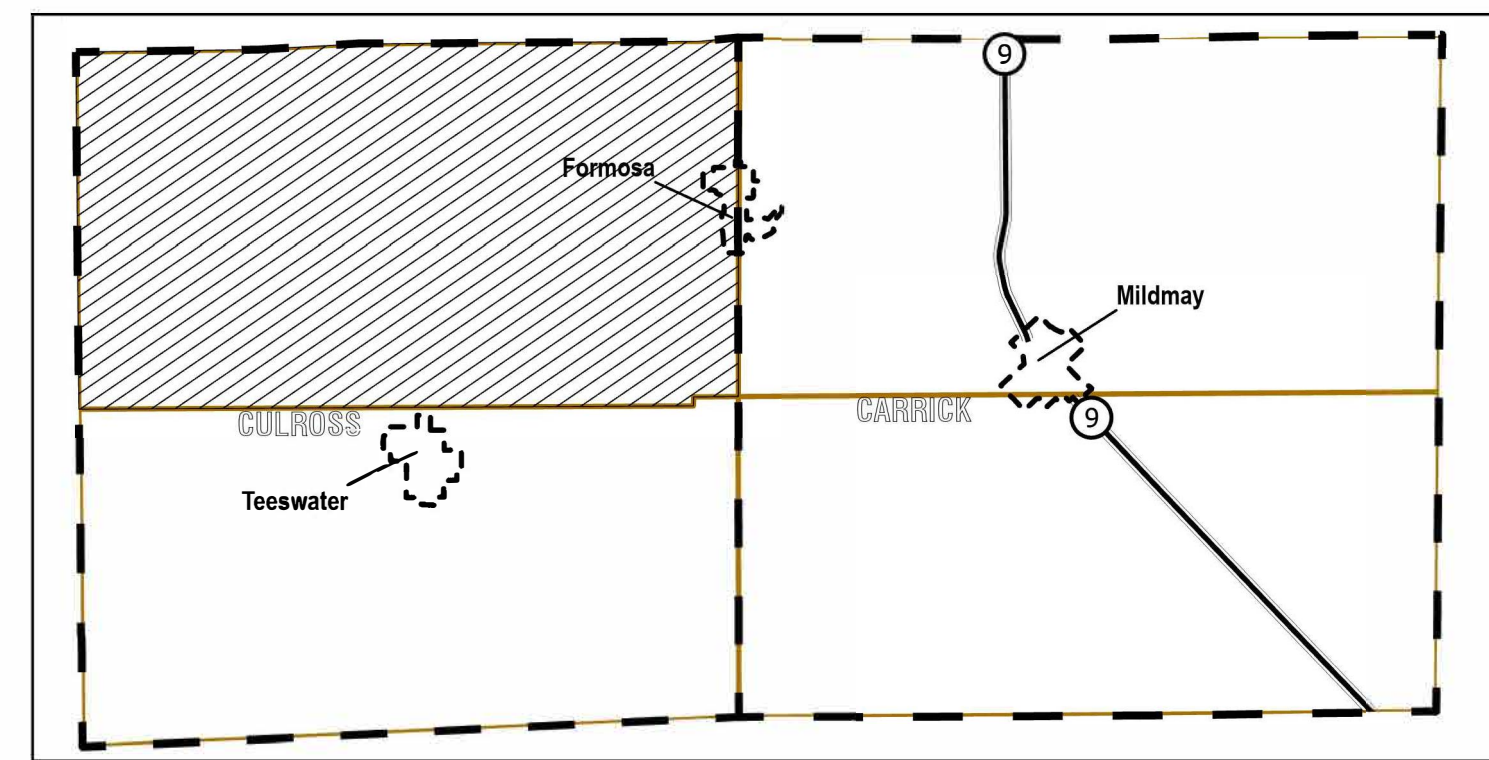 9
Formosa
Mildmay
CULROSS
CARRICK
9
Teeswater